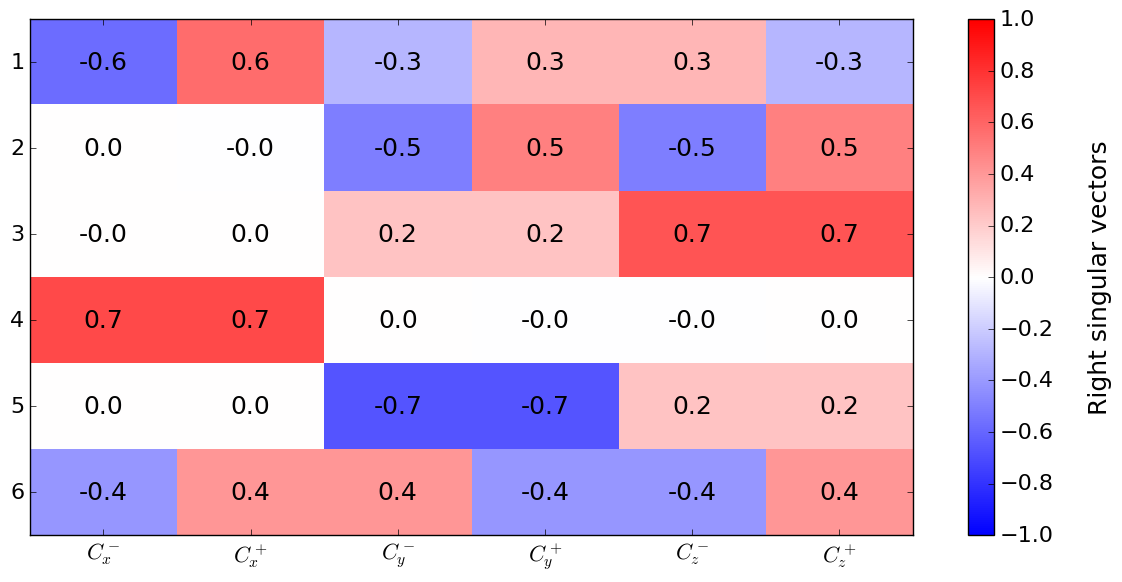 1 -0.6 0.6 -0.3 0.3 0.3 -0.3
2 0.0 -0.0 -0.5 0.5 -0.5 0.5
3 -0.0 0.0 0.2 0.2 0.7 0.7
4 0.7 0.7 0.0 -0.0 -0.0 0.0
5 0.0 0.0 -0.7 -0.7 0.2 0.2
6 -0.4 0.4 0.4 -0.4 -0.4 0.4
C_x^- C_x^+ C_y^- C_y^+ C_z^- C_z^+
1.0
0.8
0.6
0.4
0.2
0.0
−0.2
−0.4
−0.6
−0.8
−1.0
Right singular vectors